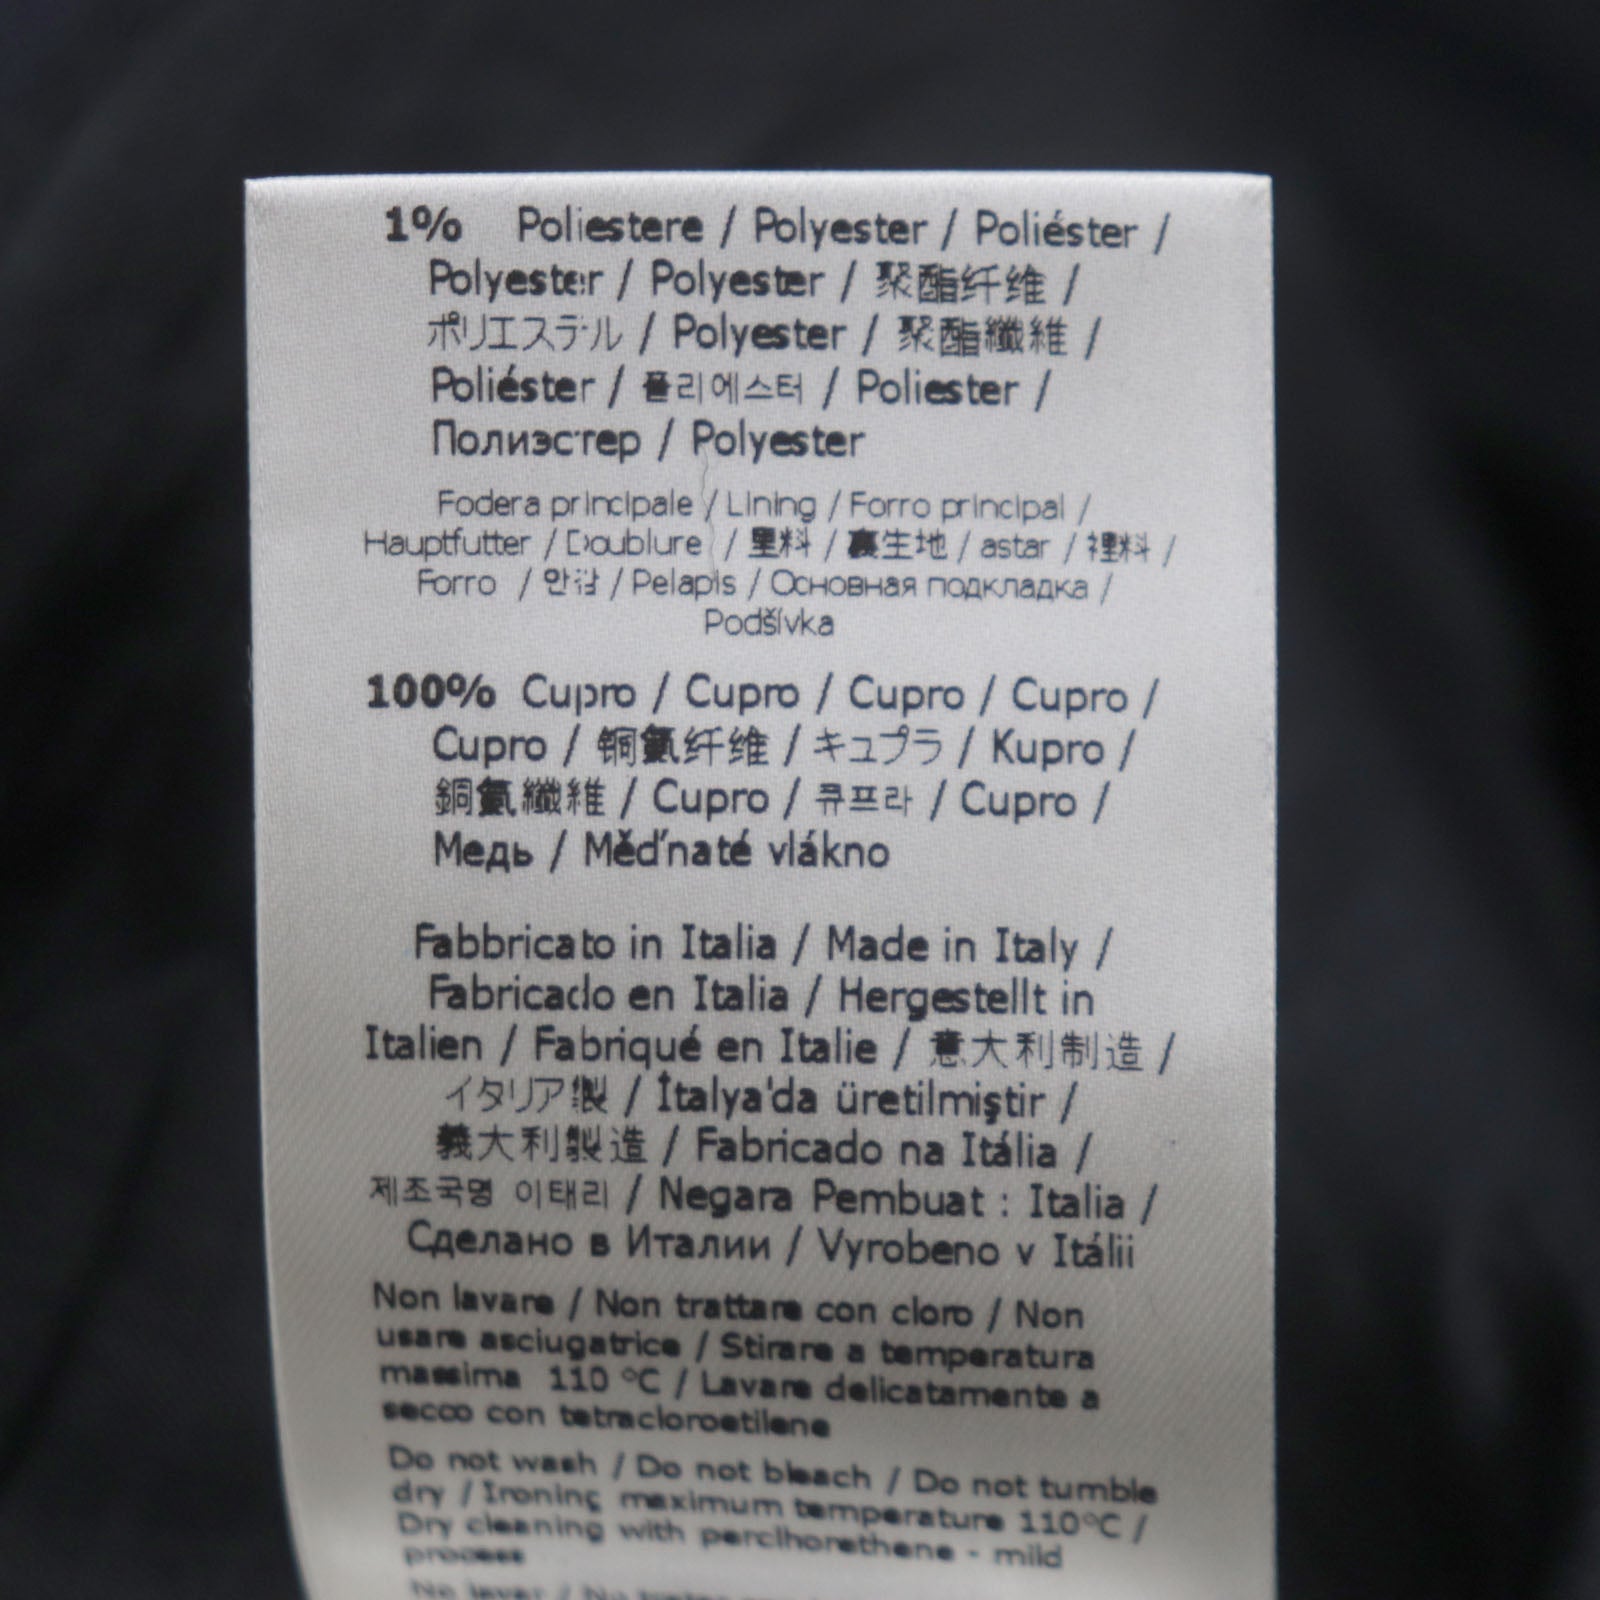 1% Poliestere / Polyester / Poliéster /
Polyester / Polyester / 聚酯纤维 /
ポリエステル / Polyester / 聚酯纖維 /
Poliéster / 폴리에스터 / Poliester /
Полиэстер / Polyester
Fodera principale / Lining / Forro principal /
Hauptfutter / Doublure / 里料 / 裏生地 / astar / 裡料 /
Forro / 안감 / Pelapis / Основная подкладка /
Podšívka
100% Cupro / Cupro / Cupro / Cupro /
Cupro / 铜氨纤维 / キュプラ / Kupro /
銅氨纖維 / Cupro / 큐프라 / Cupro /
Медь / Měďnaté vlákno
Fabbricato in Italia / Made in Italy /
Fabricado en Italia / Hergestellt in
Italien / Fabriqué en Italie / 意大利制造 /
イタリア製 / İtalya'da üretilmiştir /
義大利製造 / Fabricado na Itália /
제조국명 이태리 / Negara Pembuat : Italia /
Сделано в Италии / Vyrobeno v Itálii
Non lavare / Non trattare con cloro / Non
usare asciugatrice / Stirare a temperatura
massima 110 °C / Lavare delicatamente a
secco con tetracloroetilene
Do not wash / Do not bleach / Do not tumble
dry / Ironing maximum temperature 110°C /
Dry cleaning with perclhorethene - mild
process
No lavar / No